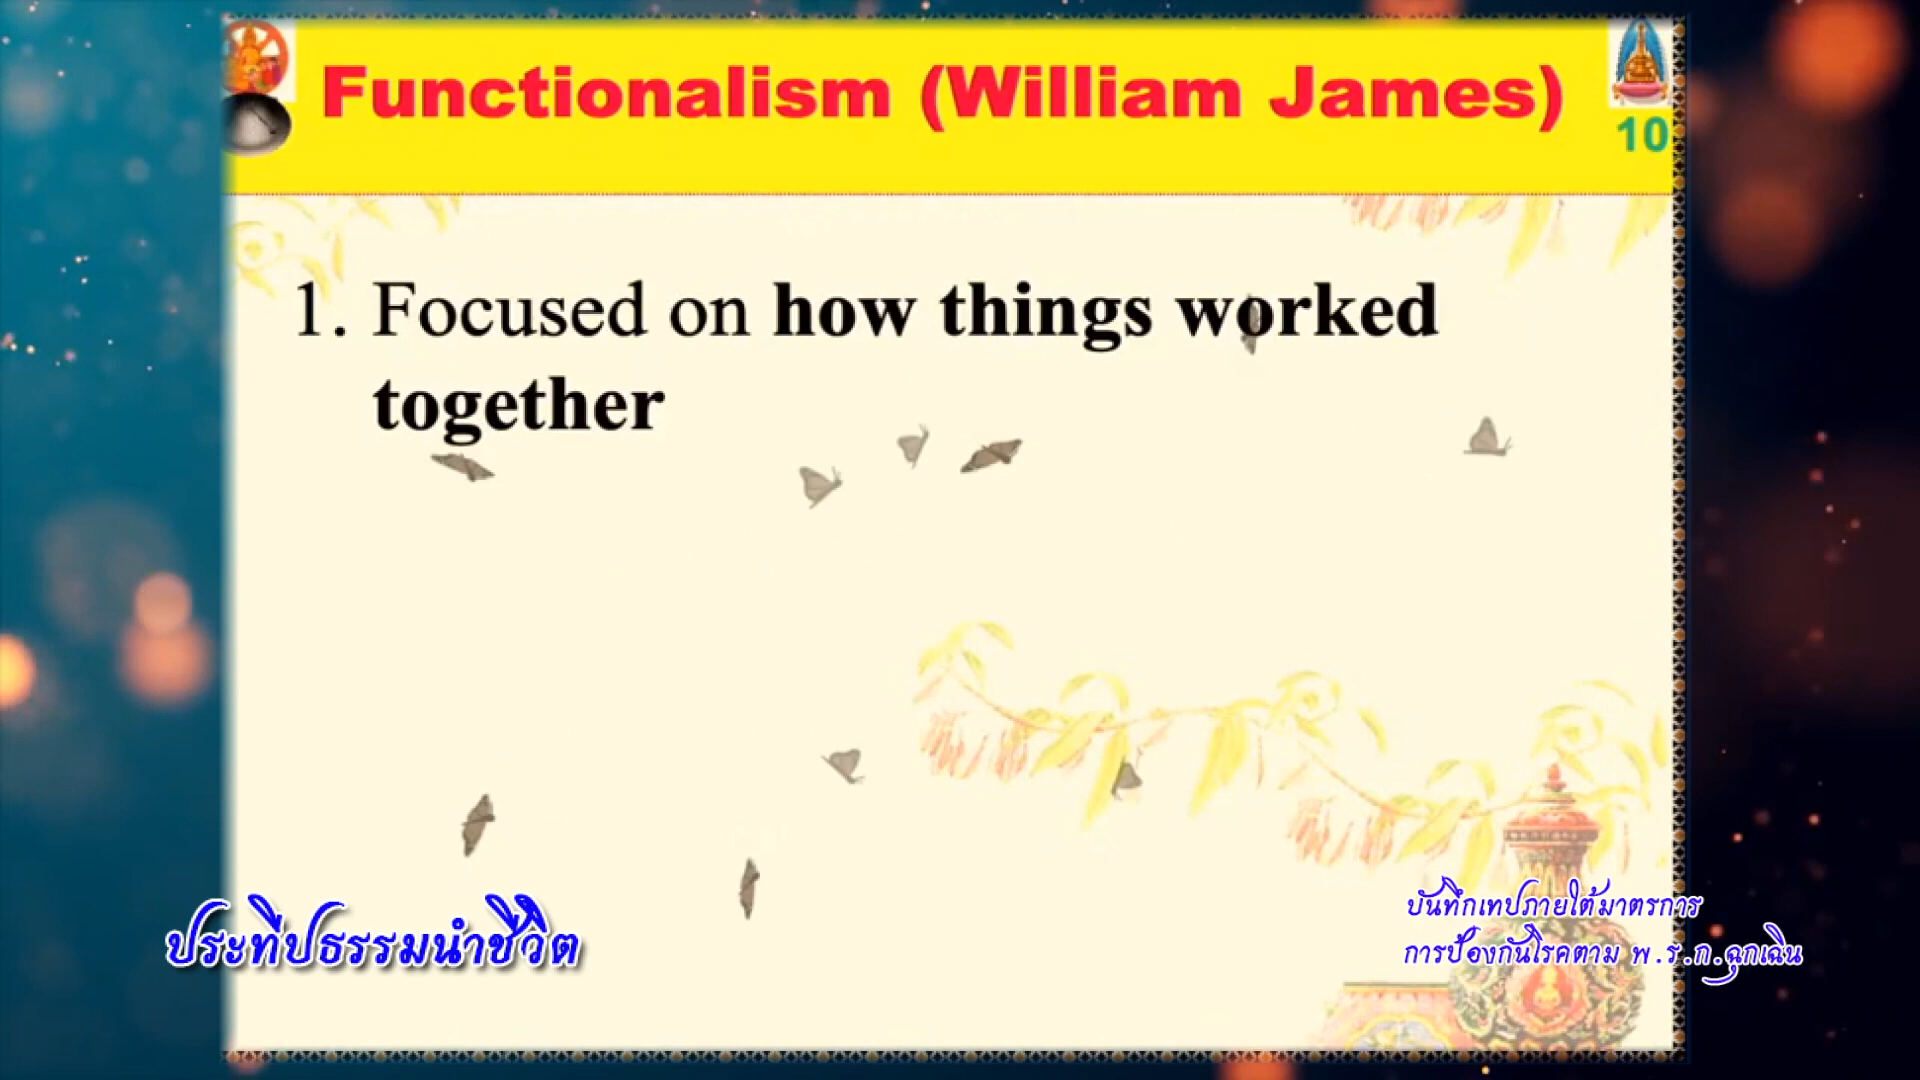 Functionalism (William James)
10
1. Focused on how things worked
together
ประทีปธรรมนำชีวิต
บันทึกเทปภายใต้มาตรการ
การป้องกันโรคตาม พ.ร.ก.ฉุกเฉิน